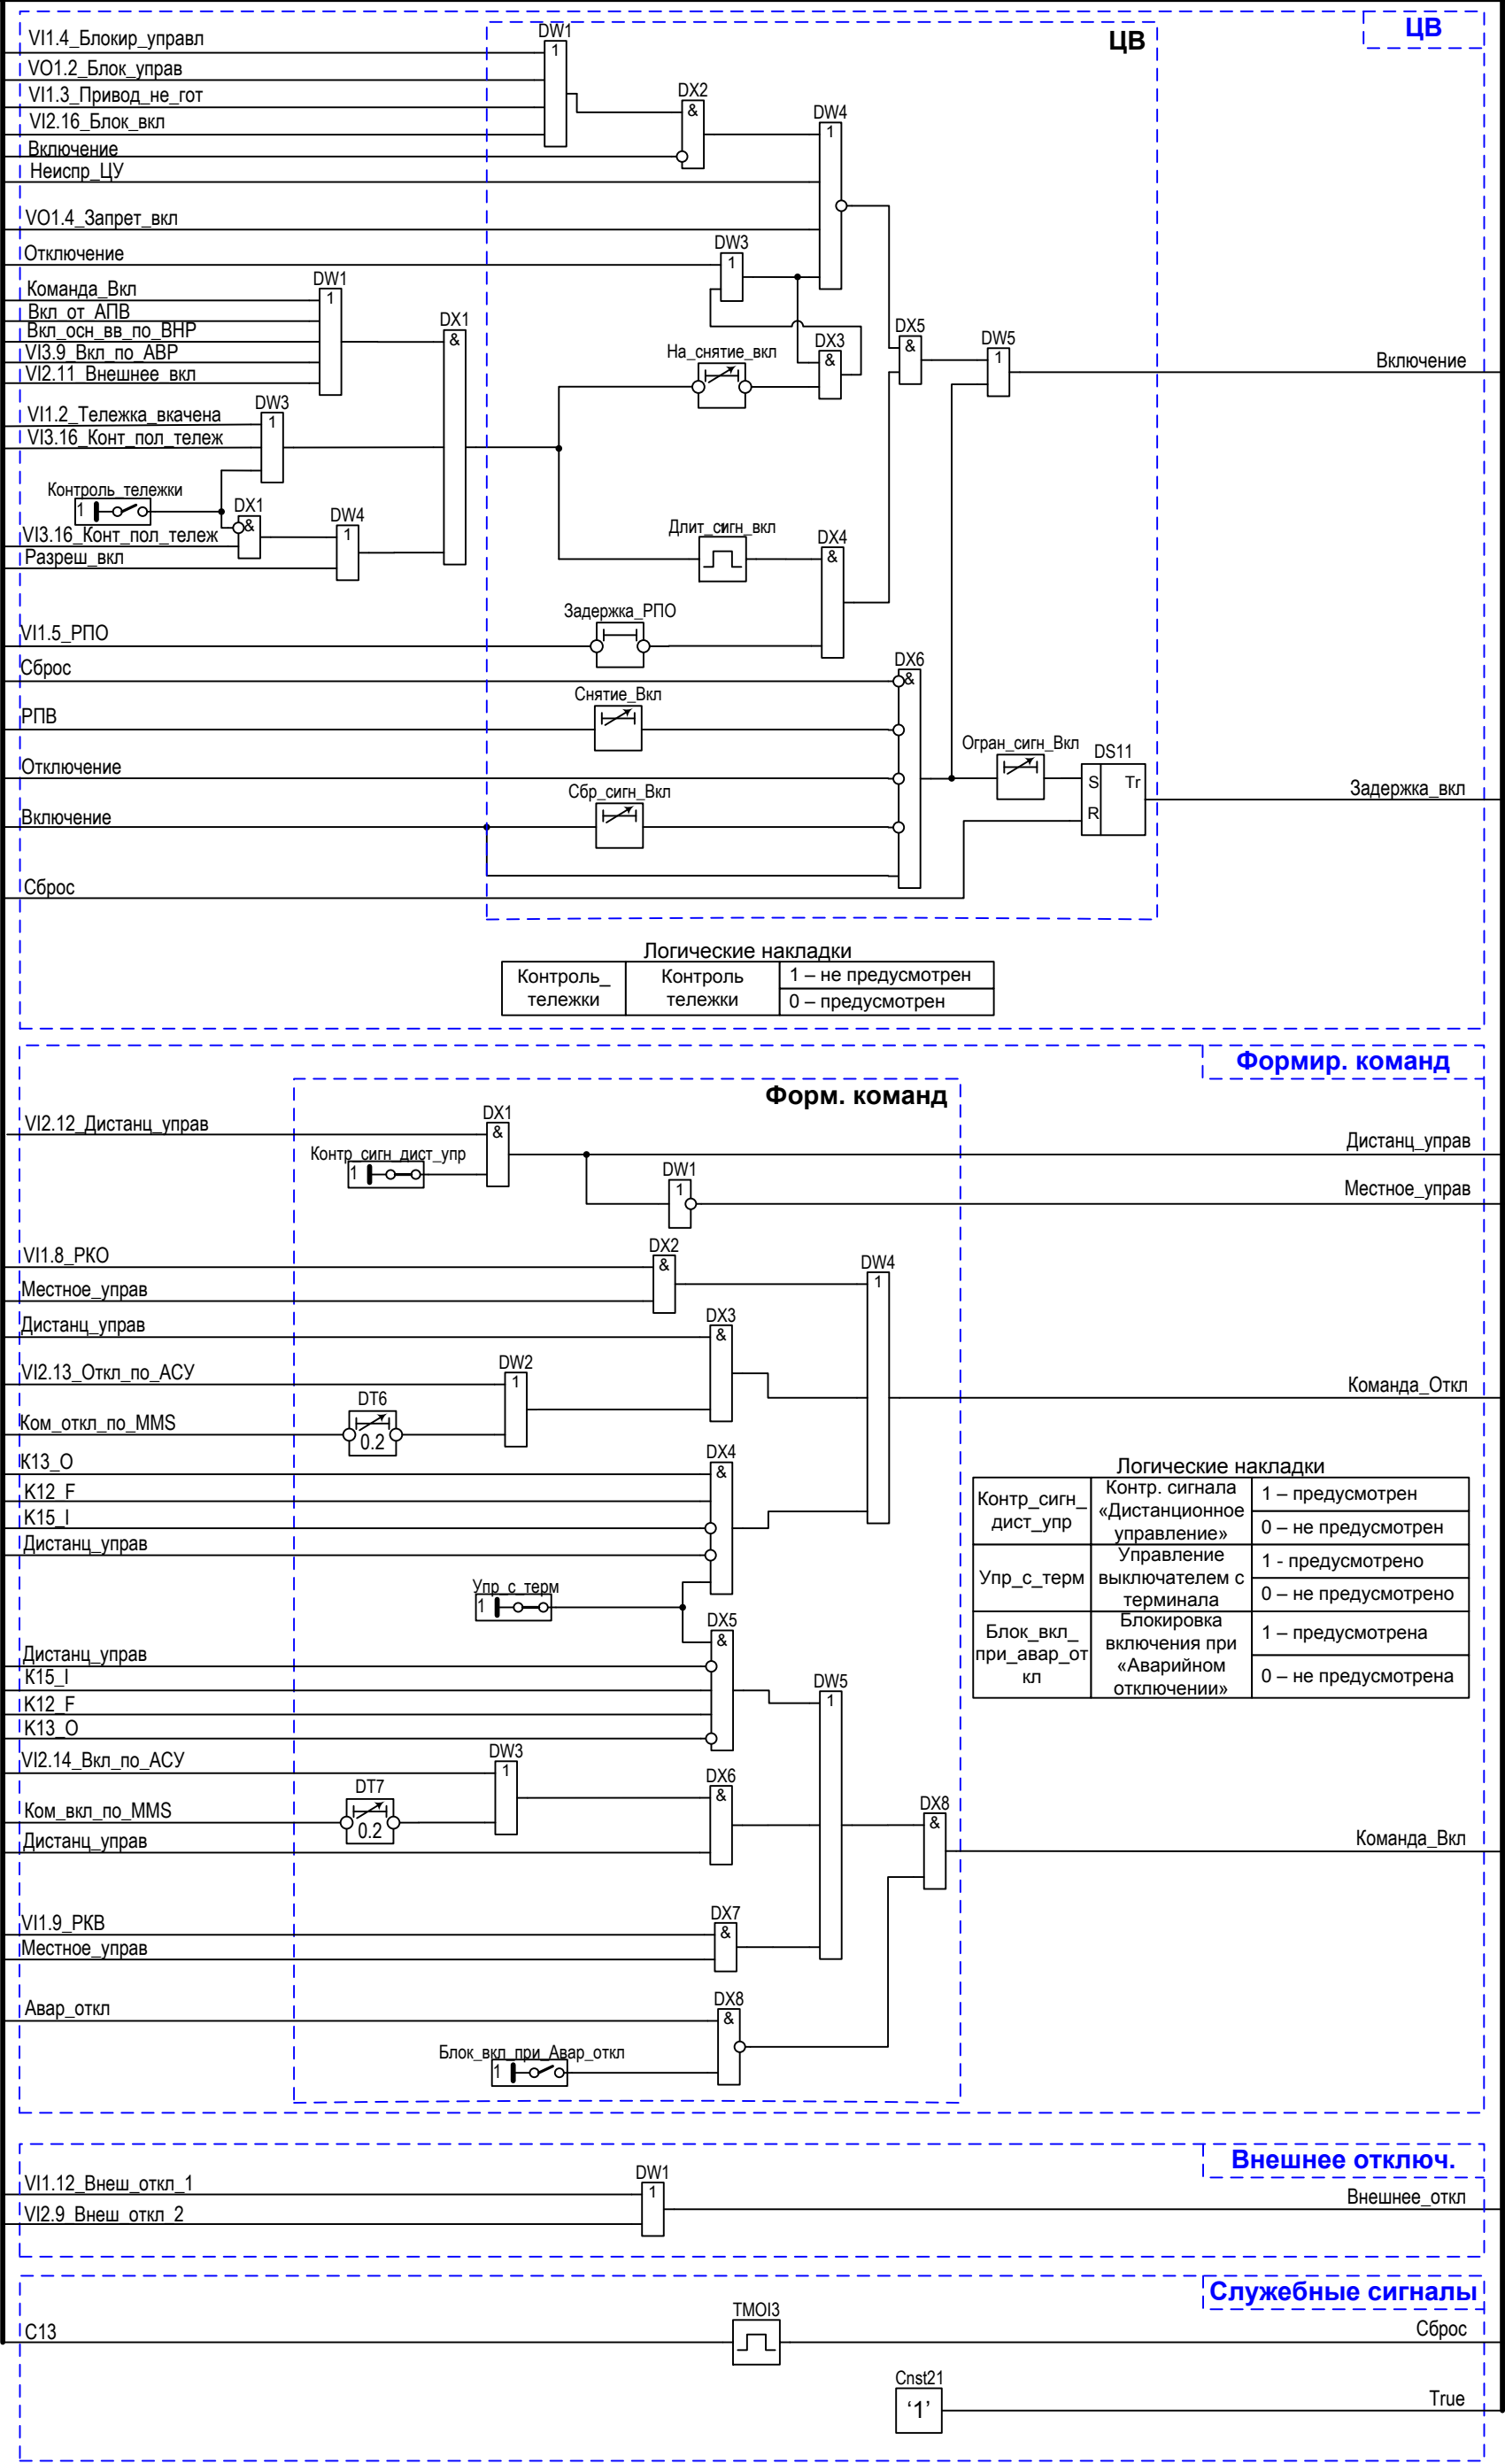 ЦВ
ЦВ
VI1.4_Блокир_управл
DW1
1
VO1.2_Блок_управ
VI1.3_Привод_не_гот
DX2
&
VI2.16_Блок_вкл
DW4
1
Включение
Неиспр_ЦУ
VO1.4_Запрет_вкл
Отключение
DW3
1
Команда_Вкл
DW1
1
Вкл_от_АПВ
Вкл_осн_вв_по_ВНР
DX1
&
DX5
&
DW5
1
VI3.9_Вкл_по_АВР
На_снятие_вкл
DX3
&
Включение
VI2.11_Внешнее_вкл
VI1.2_Тележка_вкачена
DW3
1
VI3.16_Конт_пол_тележ
Контроль_тележки
1
DX1
&
DW4
1
VI3.16_Конт_пол_тележ
Длит_сигн_вкл
DX4
&
Разреш_вкл
Задержка_РПО
VI1.5_РПО
DX6
&
Сброс
Снятие_Вкл
РПВ
Огран_сигн_Вкл
DS11
S
Tr
R
Отключение
Сбр_сигн_Вкл
Задержка_вкл
Включение
Сброс
Логические накладки
Контроль_
тележки
Контроль
тележки
1 – не предусмотрен
0 – предусмотрен
Формир. команд
Форм. команд
VI2.12_Дистанц_управ
DX1
&
Контр_сигн_дист_упр
1
Дистанц_управ
DW1
1
Местное_управ
VI1.8_РКО
DX2
&
DW4
1
Местное_управ
Дистанц_управ
DX3
&
VI2.13_Откл_по_АСУ
DW2
1
DT6
0.2
Команда_Откл
Ком_откл_по_MMS
K13_O
DX4
&
K12_F
K15_I
Дистанц_управ
Логические накладки
Контр_сигн_
дист_упр
Контр. сигнала
«Дистанционное
управление»
1 – предусмотрен
0 – не предусмотрен
Упр_с_терм
Управление
выключателем с
терминала
1 - предусмотрено
0 – не предусмотрено
Блок_вкл_
при_авар_от
кл
Блокировка
включения при
«Аварийном
отключении»
1 – предусмотрена
0 – не предусмотрена
Упр_с_терм
1
DX5
&
Дистанц_управ
K15_I
DW5
1
K12_F
K13_O
VI2.14_Вкл_по_АСУ
DW3
1
DX6
&
DT7
0.2
DX8
&
Ком_вкл_по_MMS
Дистанц_управ
Команда_Вкл
VI1.9_РКВ
DX7
&
Местное_управ
Авар_откл
DX8
&
Блок_вкл_при_Авар_откл
1
Внешнее отключ.
VI1.12_Внеш_откл_1
DW1
1
Внешнее_откл
VI2.9_Внеш_откл_2
Служебные сигналы
TMOI3
C13
Сброс
Cnst21
‘1’
True